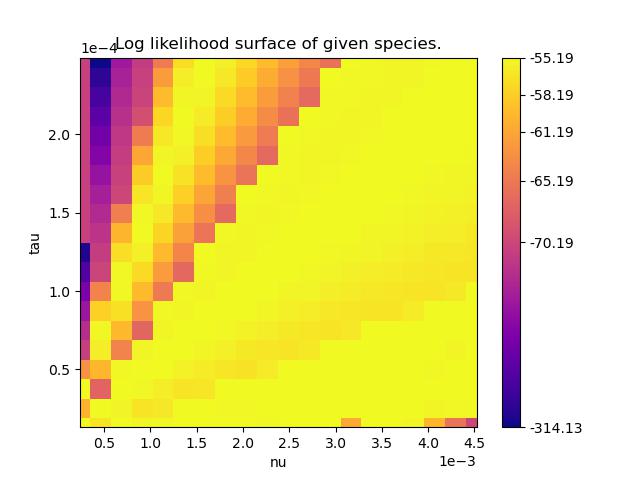 1e−4
Log likelihood surface of given species.
2.0
1.5
1.0
0.5
tau
0.5 1.0 1.5 2.0 2.5 3.0 3.5 4.0 4.5
nu
1e−3
-55.19
-58.19
-61.19
-65.19
-70.19
-314.13